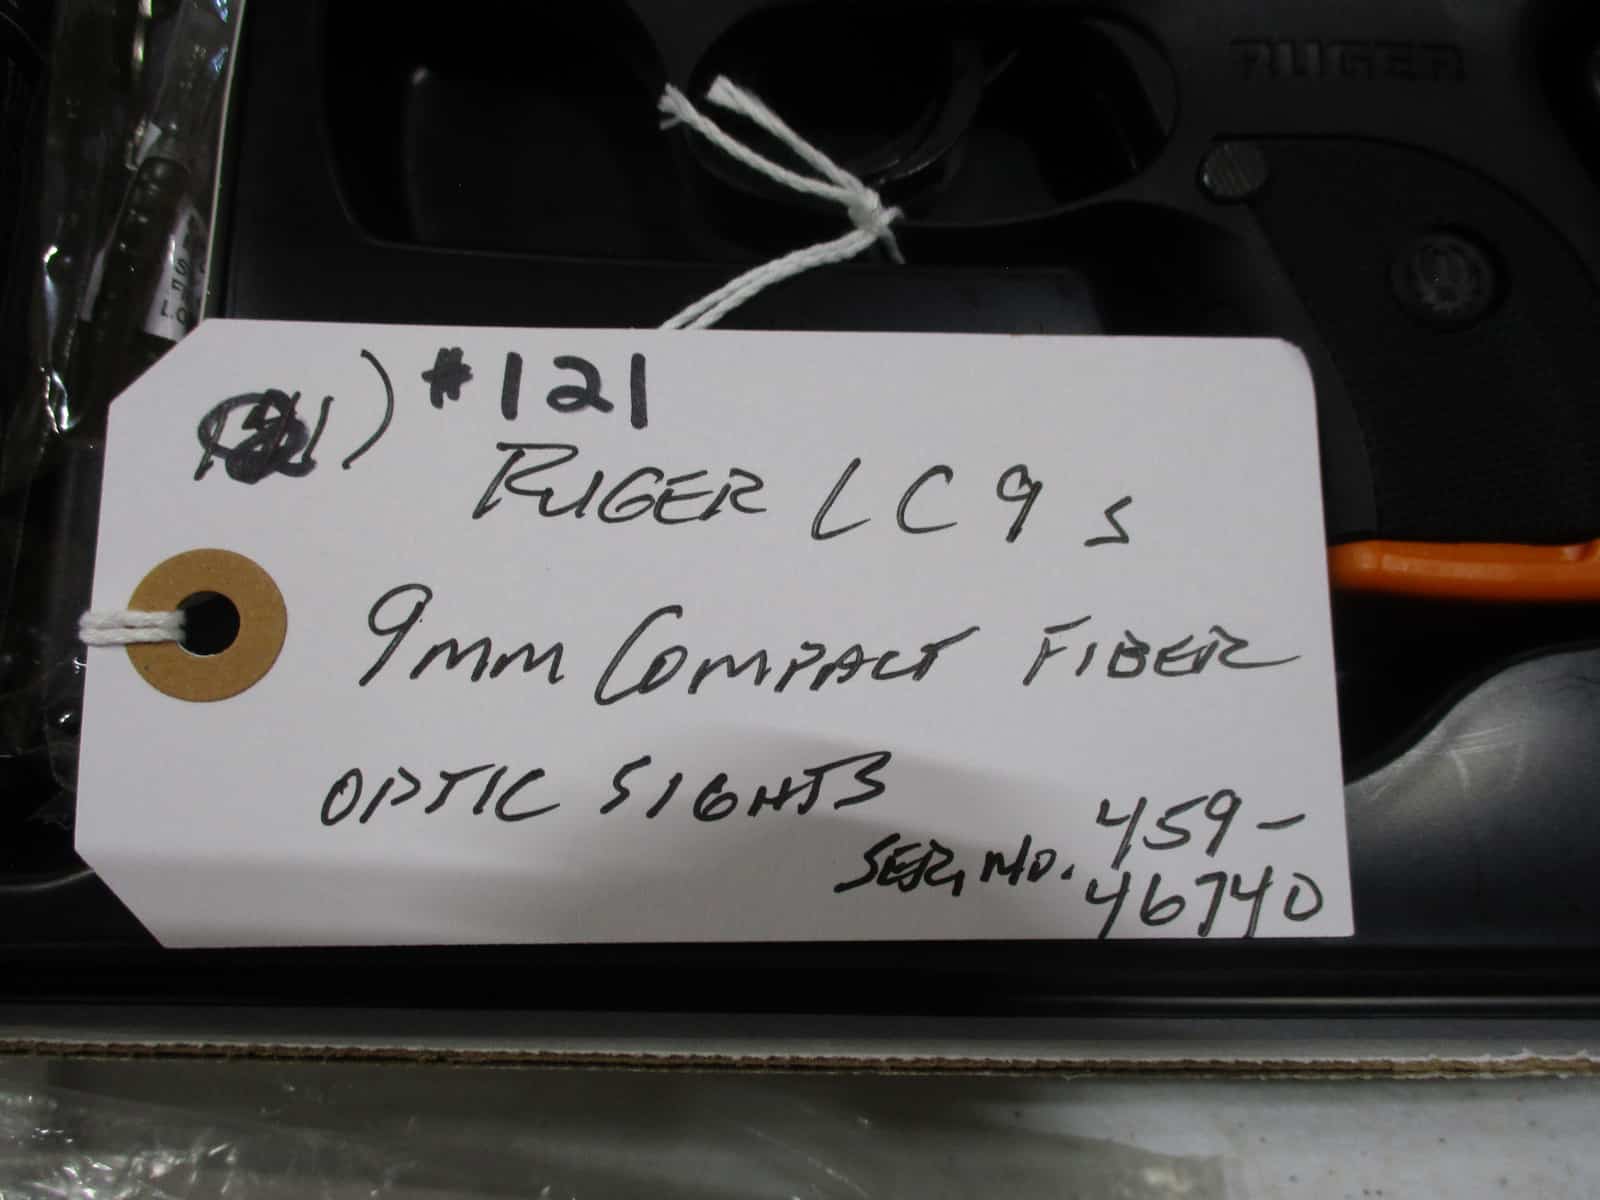 RUGER
#121
RUGER LC9s
9mm COMPACT FIBER
OPTIC SIGHTS
SER. NO. 459-
46740